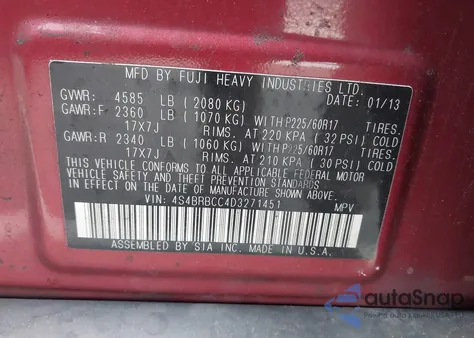 MFD BY FUJI HEAVY INDUSTRIES LTD.
GVWR: 4585 LB (2080 KG) DATE: 01/13
GAWR:F 2360 LB (1070 KG) WITH P225/60R17 TIRES.
17X7J RIMS. AT 220 KPA ( 32 PSI) COLD
GAWR:R 2340 LB (1060 KG) WITH P225/60R17 TIRES.
17X7J RIMS. AT 210 KPA ( 30 PSI) COLD
THIS VEHICLE CONFORMS TO ALL APPLICABLE FEDERAL MOTOR
VEHICLE SAFETY AND BUMPER STANDARDS IN EFFECT ON THE
DATE OF MANUFACTURE SHOWN ABOVE.
VIN: 4S4BRBCC4D3271451 MPV
ASSEMBLED BY SIA INC. MADE IN U.S.A.
autoSnap